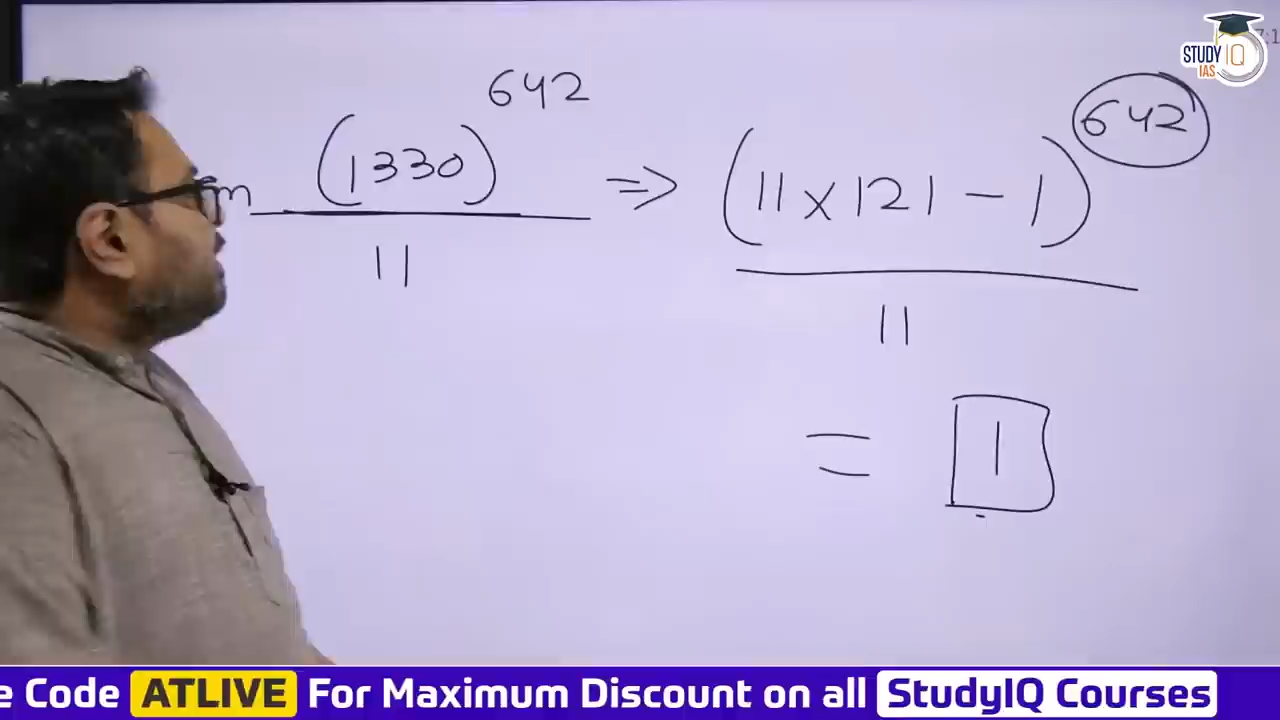 STUDY IQ
IAS
(1330)^642 / 11 => (11 x 121 - 1)^642 / 11
= 1
e Code ATLIVE For Maximum Discount on all StudyIQ Courses